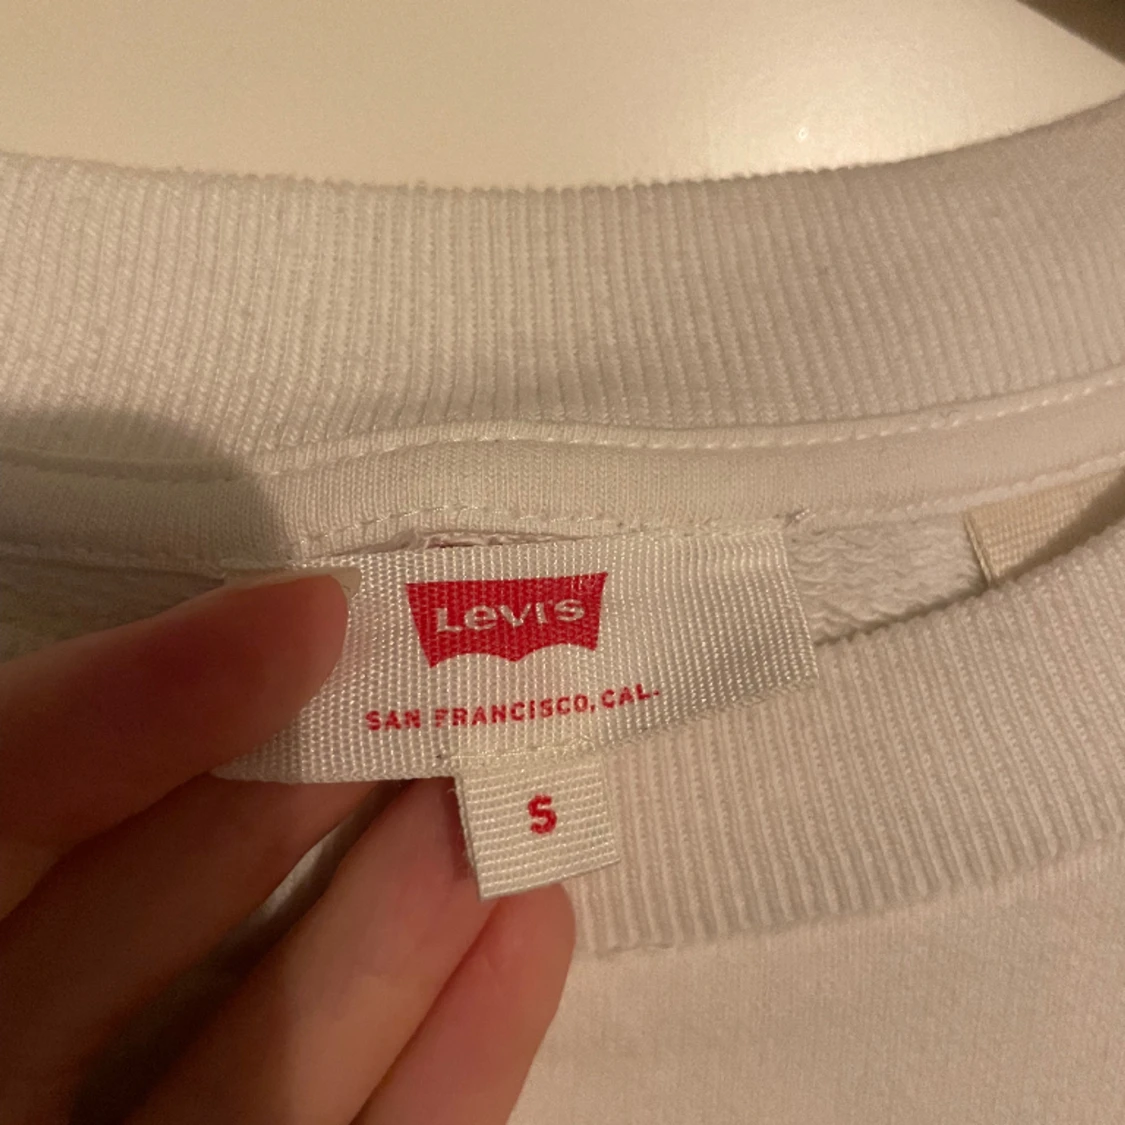 Levi's
SAN FRANCISCO, CAL.
S